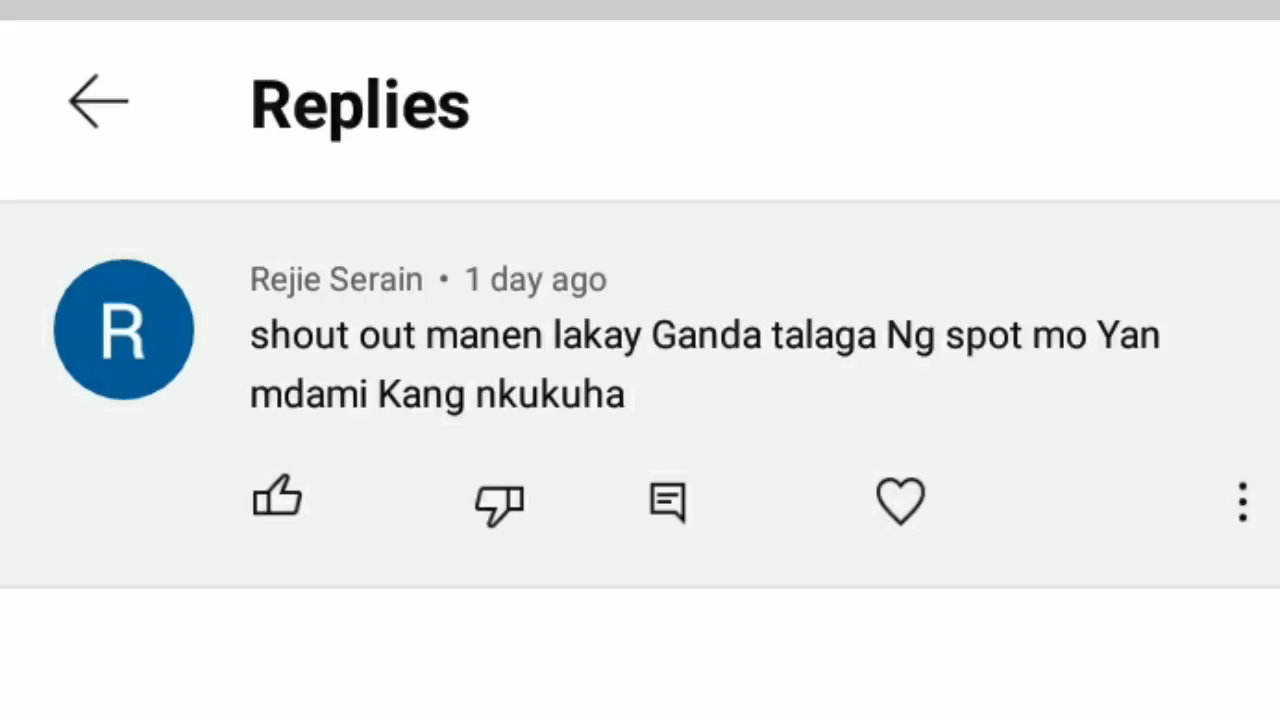 Replies
R
Rejie Serain • 1 day ago
shout out manen lakay Ganda talaga Ng spot mo Yan
mdami Kang nkukuha